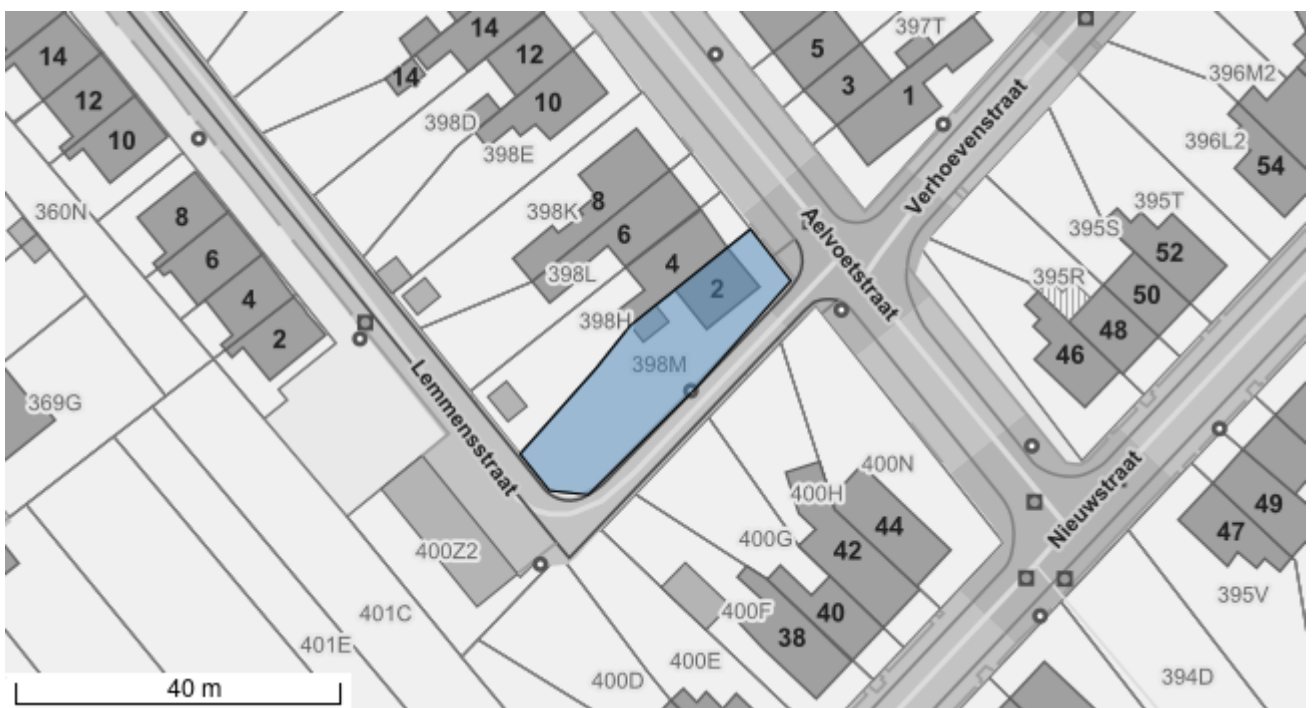 14
12
10
8
6
4
2
360N
369G
14
14
12
10
398D
398E
398K
8
6
398L
4
398H
2
398M
Lemmensstraat
400Z2
401C
401E
5
3
1
397T
Verhoevenstraat
Aelvoetstraat
396M2
396L2
54
395T
395S
52
395R
50
48
46
Nieuwstraat
400N
400H
44
400G
42
400F
40
38
400E
400D
49
47
395V
394D
40 m